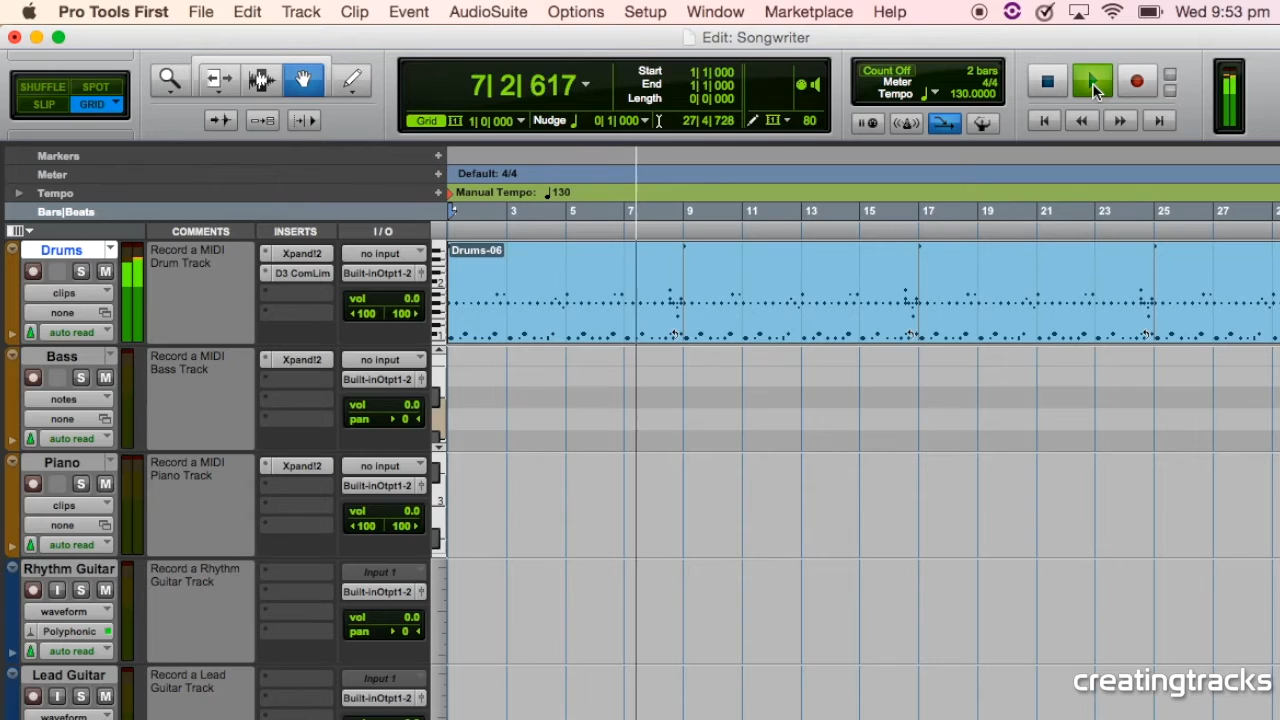 Pro Tools First File Edit Track Clip Event AudioSuite Options Setup Window Marketplace Help Wed 9:53 pm
Edit: Songwriter
SHUFFLE SPOT
SLIP GRID
7| 2| 617
Start 1| 1| 000
End 1| 1| 000
Length 0| 0| 000
Grid 1| 0| 000 Nudge 0| 1| 000 27| 4| 728 80
Count Off 2 bars
Meter 4/4
Tempo 130.0000
Markers
Meter Default: 4/4
Tempo Manual Tempo: 130
Bars|Beats 3 5 7 9 11 13 15 17 19 21 23 25 27
COMMENTS INSERTS I/O
Drums
S M
clips
none
auto read
Record a MIDI
Drum Track
Xpand!2
D3 ComLim
no input
Built-inOtpt1-2
vol 0.0
100 100
2
1
Drums-06
Bass
S M
notes
none
auto read
Record a MIDI
Bass Track
Xpand!2
no input
Built-inOtpt1-2
vol 0.0
pan 0
Piano
S M
clips
none
auto read
Record a MIDI
Piano Track
Xpand!2
no input
Built-inOtpt1-2
vol 0.0
100 100
3
Rhythm Guitar
I S M
waveform
Polyphonic
auto read
Record a Rhythm
Guitar Track
Input 1
Built-inOtpt1-2
vol 0.0
pan 0
Lead Guitar
I S M
waveform
Record a Lead
Guitar Track
Input 1
Built-inOtpt1-2
creatingtracks